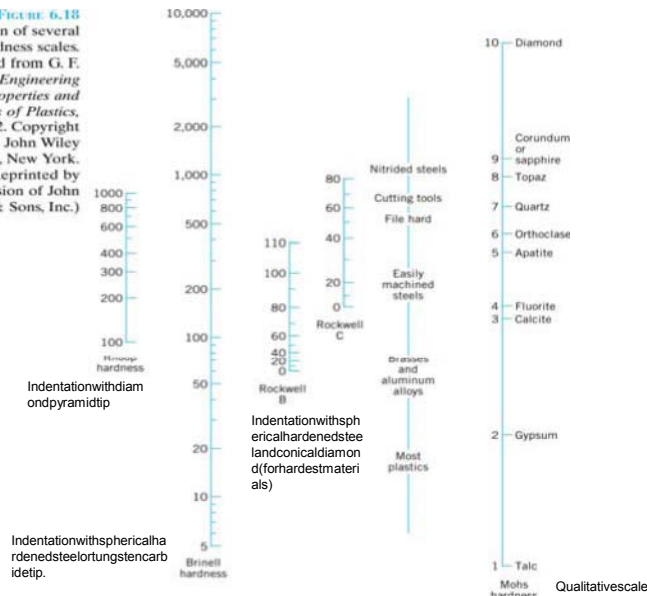 FIGURE 6.18
n of several
dness scales.
d from G. F.
Engineering
operties and
s of Plastics,
2. Copyright
John Wiley
, New York.
eprinted by
sion of John
Sons, Inc.)
1000
800
600
400
300
200
100
Knoop
hardness
Indentationwithdiam
ondpyramidtip
10,000
5,000
2,000
1,000
500
200
100
50
20
10
5
Brinell
hardness
Indentationwithsphericalha
rdenedsteelortungstencarb
idetip.
110
100
80
60
40
20
0
Rockwell
B
80
60
40
20
0
Rockwell
C
Indentationwithsph
ericalhardenedstee
landconicaldiamon
d(forhardestmateri
als)
Nitrided steels
Cutting tools
File hard
Easily
machined
steels
Brasses
and
aluminum
alloys
Most
plastics
10 Diamond
Corundum
or
9 sapphire
8 Topaz
7 Quartz
6 Orthoclase
5 Apatite
4 Fluorite
3 Calcite
2 Gypsum
1 Talc
Mohs
hardness
Qualitativescale